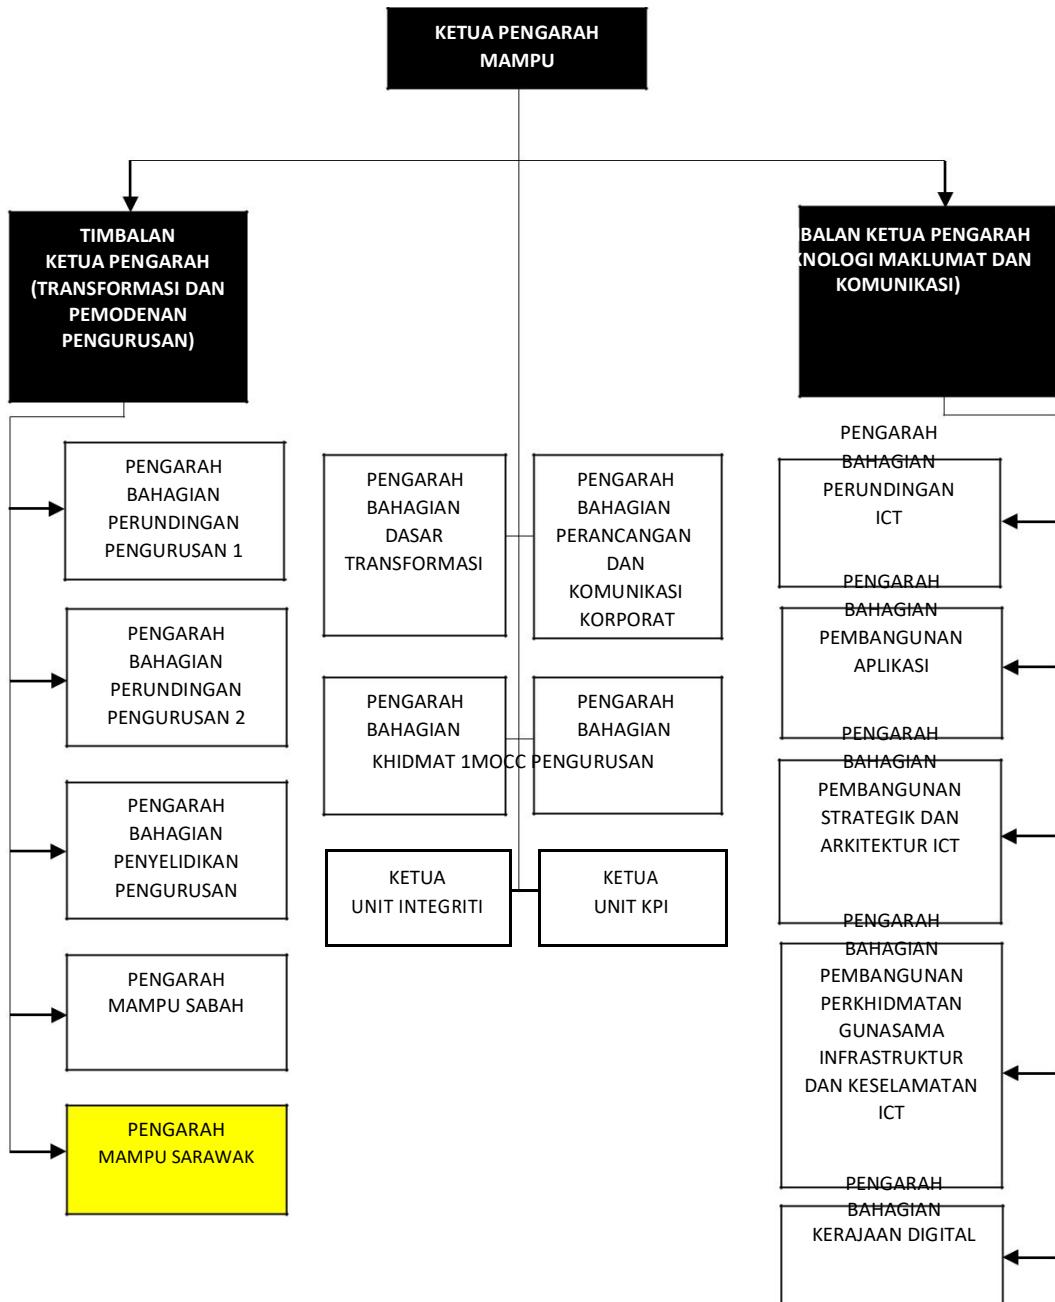 KETUA PENGARAH
MAMPU
TIMBALAN
KETUA PENGARAH
(TRANSFORMASI DAN
PEMODENAN
PENGURUSAN)
BALAN KETUA PENGARAH
KNOLOGI MAKLUMAT DAN
KOMUNIKASI)
PENGARAH
BAHAGIAN
PERUNDINGAN
PENGURUSAN 1
PENGARAH
BAHAGIAN
PERUNDINGAN
PENGURUSAN 2
PENGARAH
BAHAGIAN
PENYELIDIKAN
PENGURUSAN
PENGARAH
MAMPU SABAH
PENGARAH
MAMPU SARAWAK
PENGARAH
BAHAGIAN
DASAR
TRANSFORMASI
PENGARAH
BAHAGIAN
PERANCANGAN
DAN
KOMUNIKASI
KORPORAT
PENGARAH
BAHAGIAN
PENGARAH
BAHAGIAN
KHIDMAT 1MOCC PENGURUSAN
KETUA
UNIT INTEGRITI
KETUA
UNIT KPI
PENGARAH
BAHAGIAN
PERUNDINGAN
ICT
PENGARAH
BAHAGIAN
PEMBANGUNAN
APLIKASI
PENGARAH
BAHAGIAN
PEMBANGUNAN
STRATEGIK DAN
ARKITEKTUR ICT
PENGARAH
BAHAGIAN
PEMBANGUNAN
PERKHIDMATAN
GUNASAMA
INFRASTRUKTUR
DAN KESELAMATAN
ICT
PENGARAH
BAHAGIAN
KERAJAAN DIGITAL